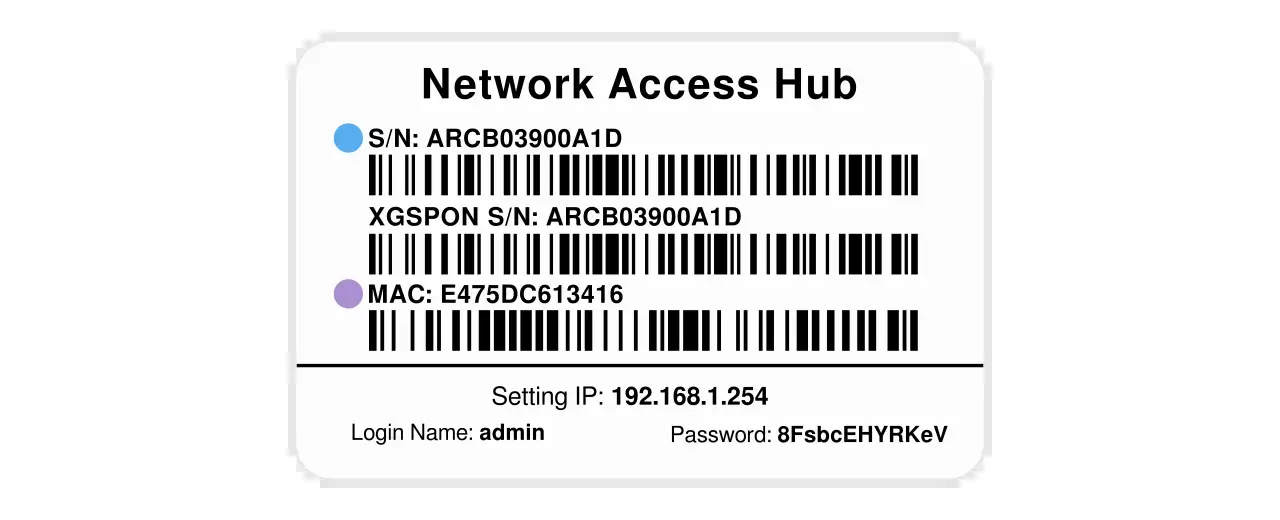 Network Access Hub
S/N: ARCB03900A1D
XGSPON S/N: ARCB03900A1D
MAC: E475DC613416
Setting IP: 192.168.1.254
Login Name: admin Password: 8FsbcEHYRKeV